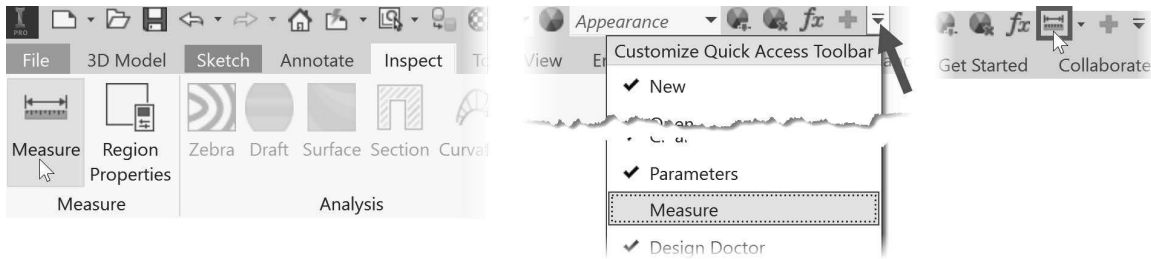 PRO
Appearance
fx
fx
File 3D Model Sketch Annotate Inspect
View
Customize Quick Access Toolbar
Get Started Collaborate
New
Open
Measure Region Properties
Zebra Draft Surface Section
Parameters
Measure Analysis
Measure
Design Doctor